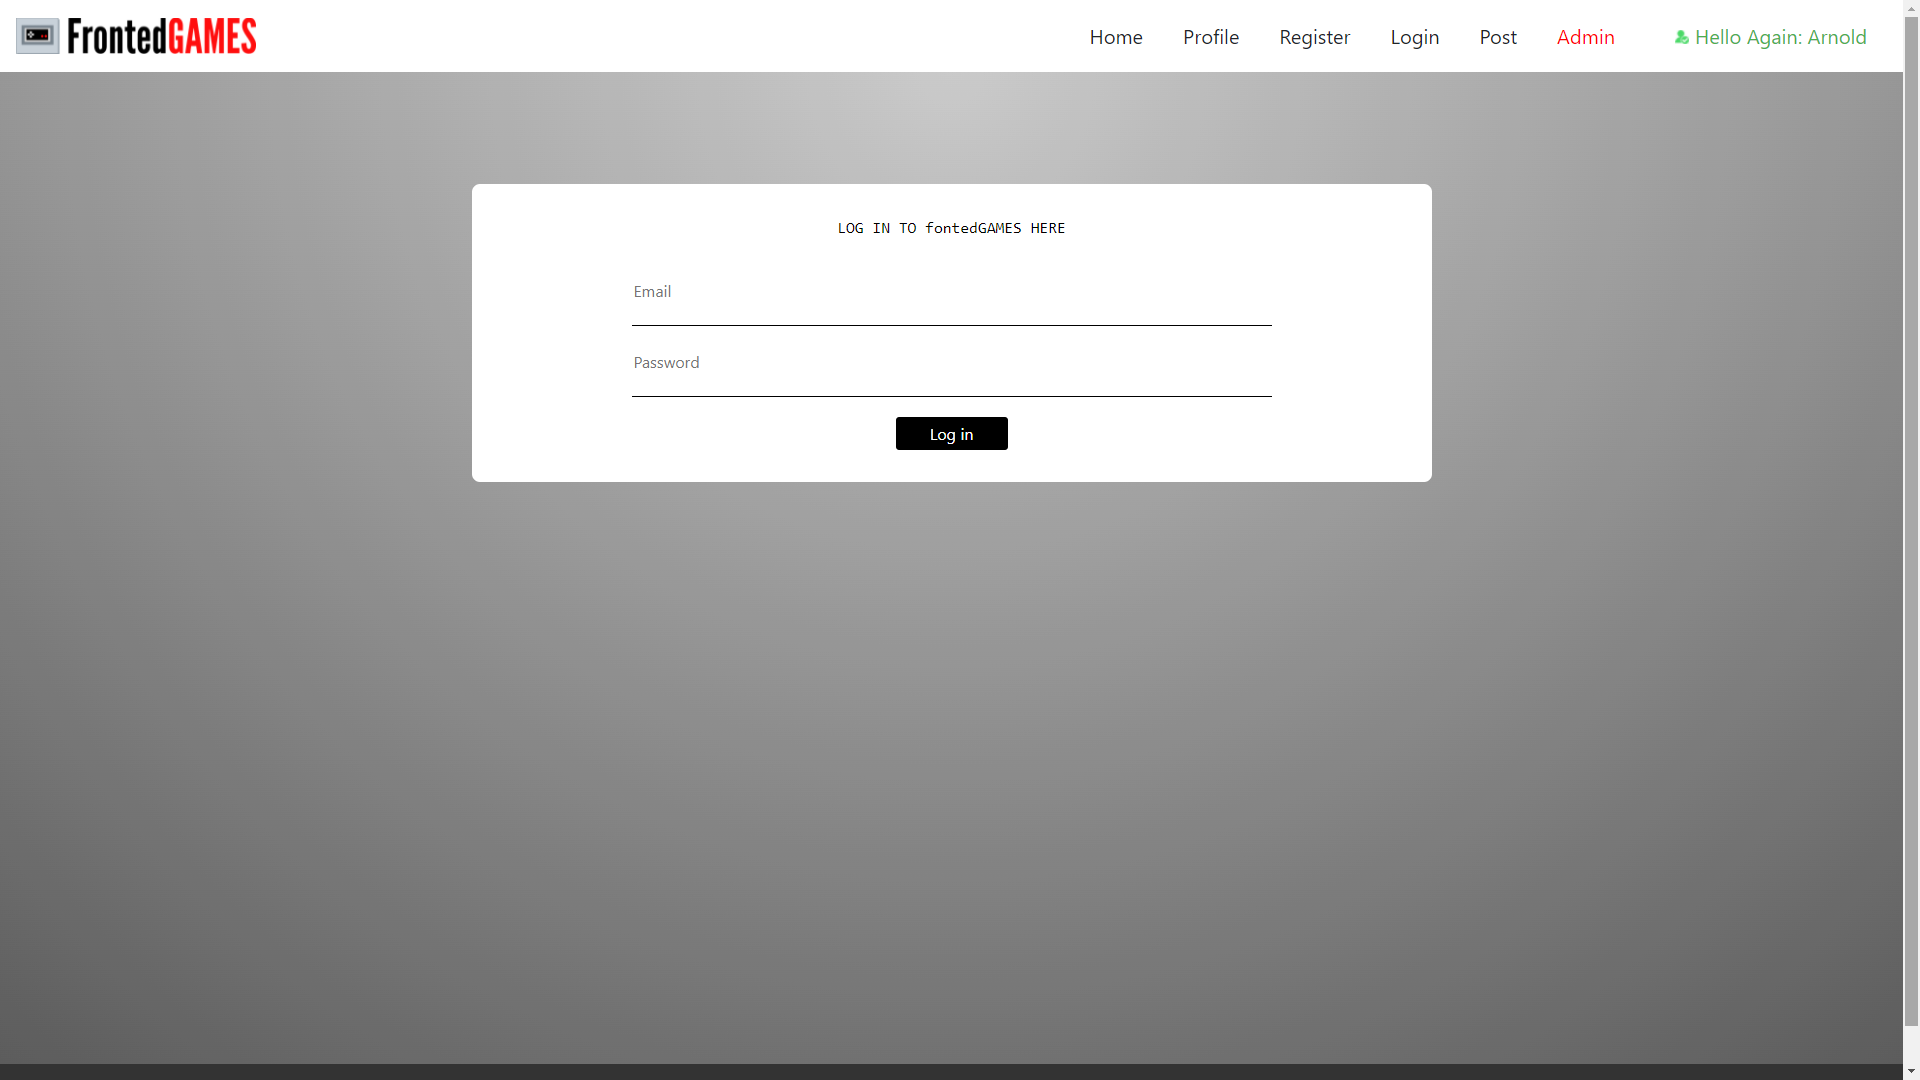 FrontedGAMES
Home Profile Register Login Post Admin Hello Again: Arnold
LOG IN TO fontedGAMES HERE
Email
Password
Log in